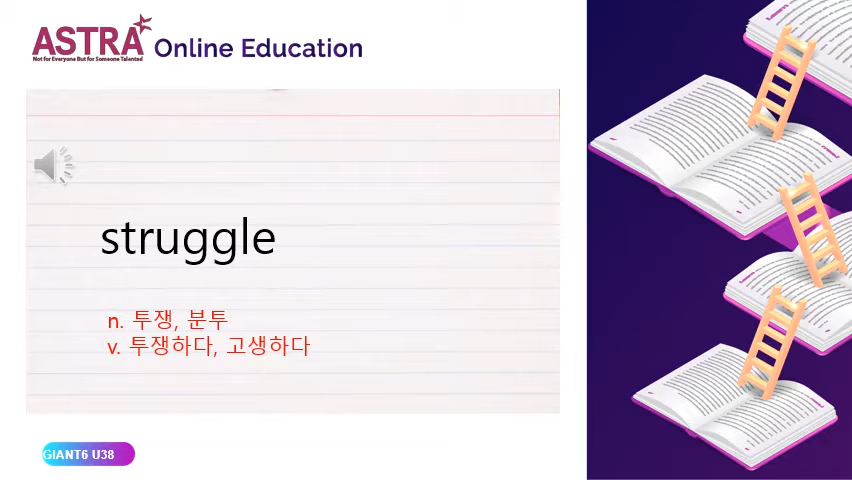 ASTRA
Not for Everyone But for Someone Talented
Online Education
struggle
n. 투쟁, 분투
v. 투쟁하다, 고생하다
GIANT6 U38